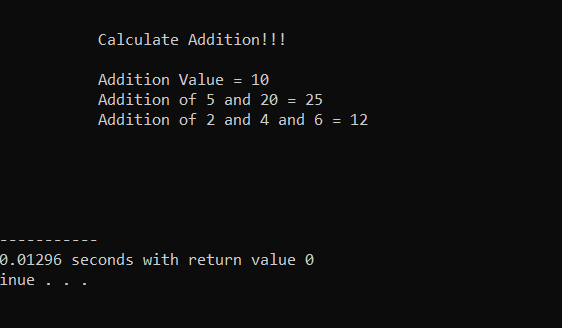 Calculate Addition!!!
Addition Value = 10
Addition of 5 and 20 = 25
Addition of 2 and 4 and 6 = 12
-----------
0.01296 seconds with return value 0
inue . . .